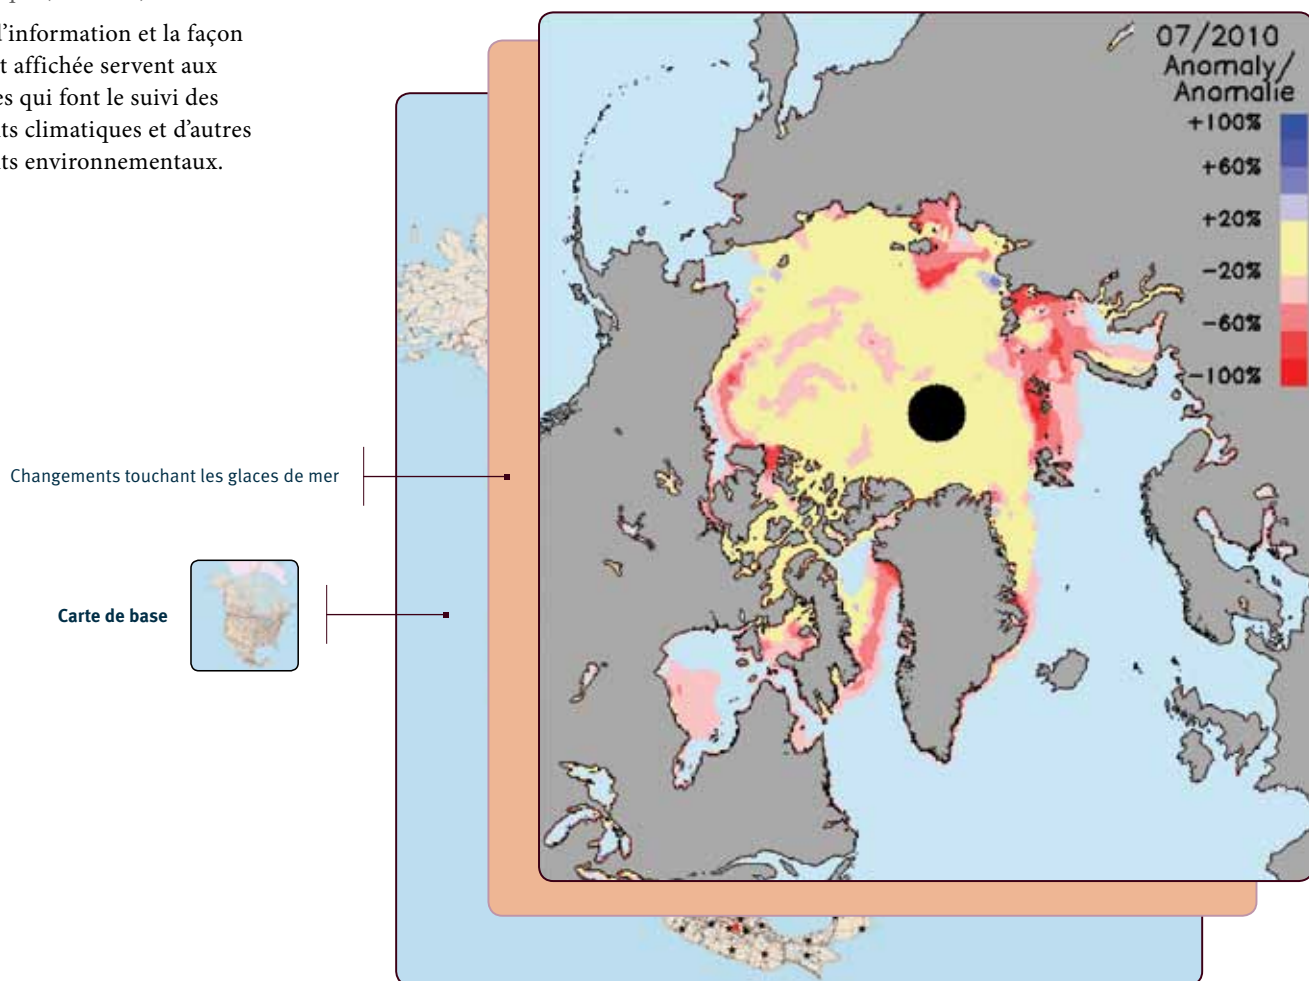 l'information et la façon
t affichée servent aux
es qui font le suivi des
ts climatiques et d'autres
ts environnementaux.
07/2010
Anomaly/
Anomalie
+100%
+60%
+20%
-20%
-60%
-100%
Changements touchant les glaces de mer
Carte de base